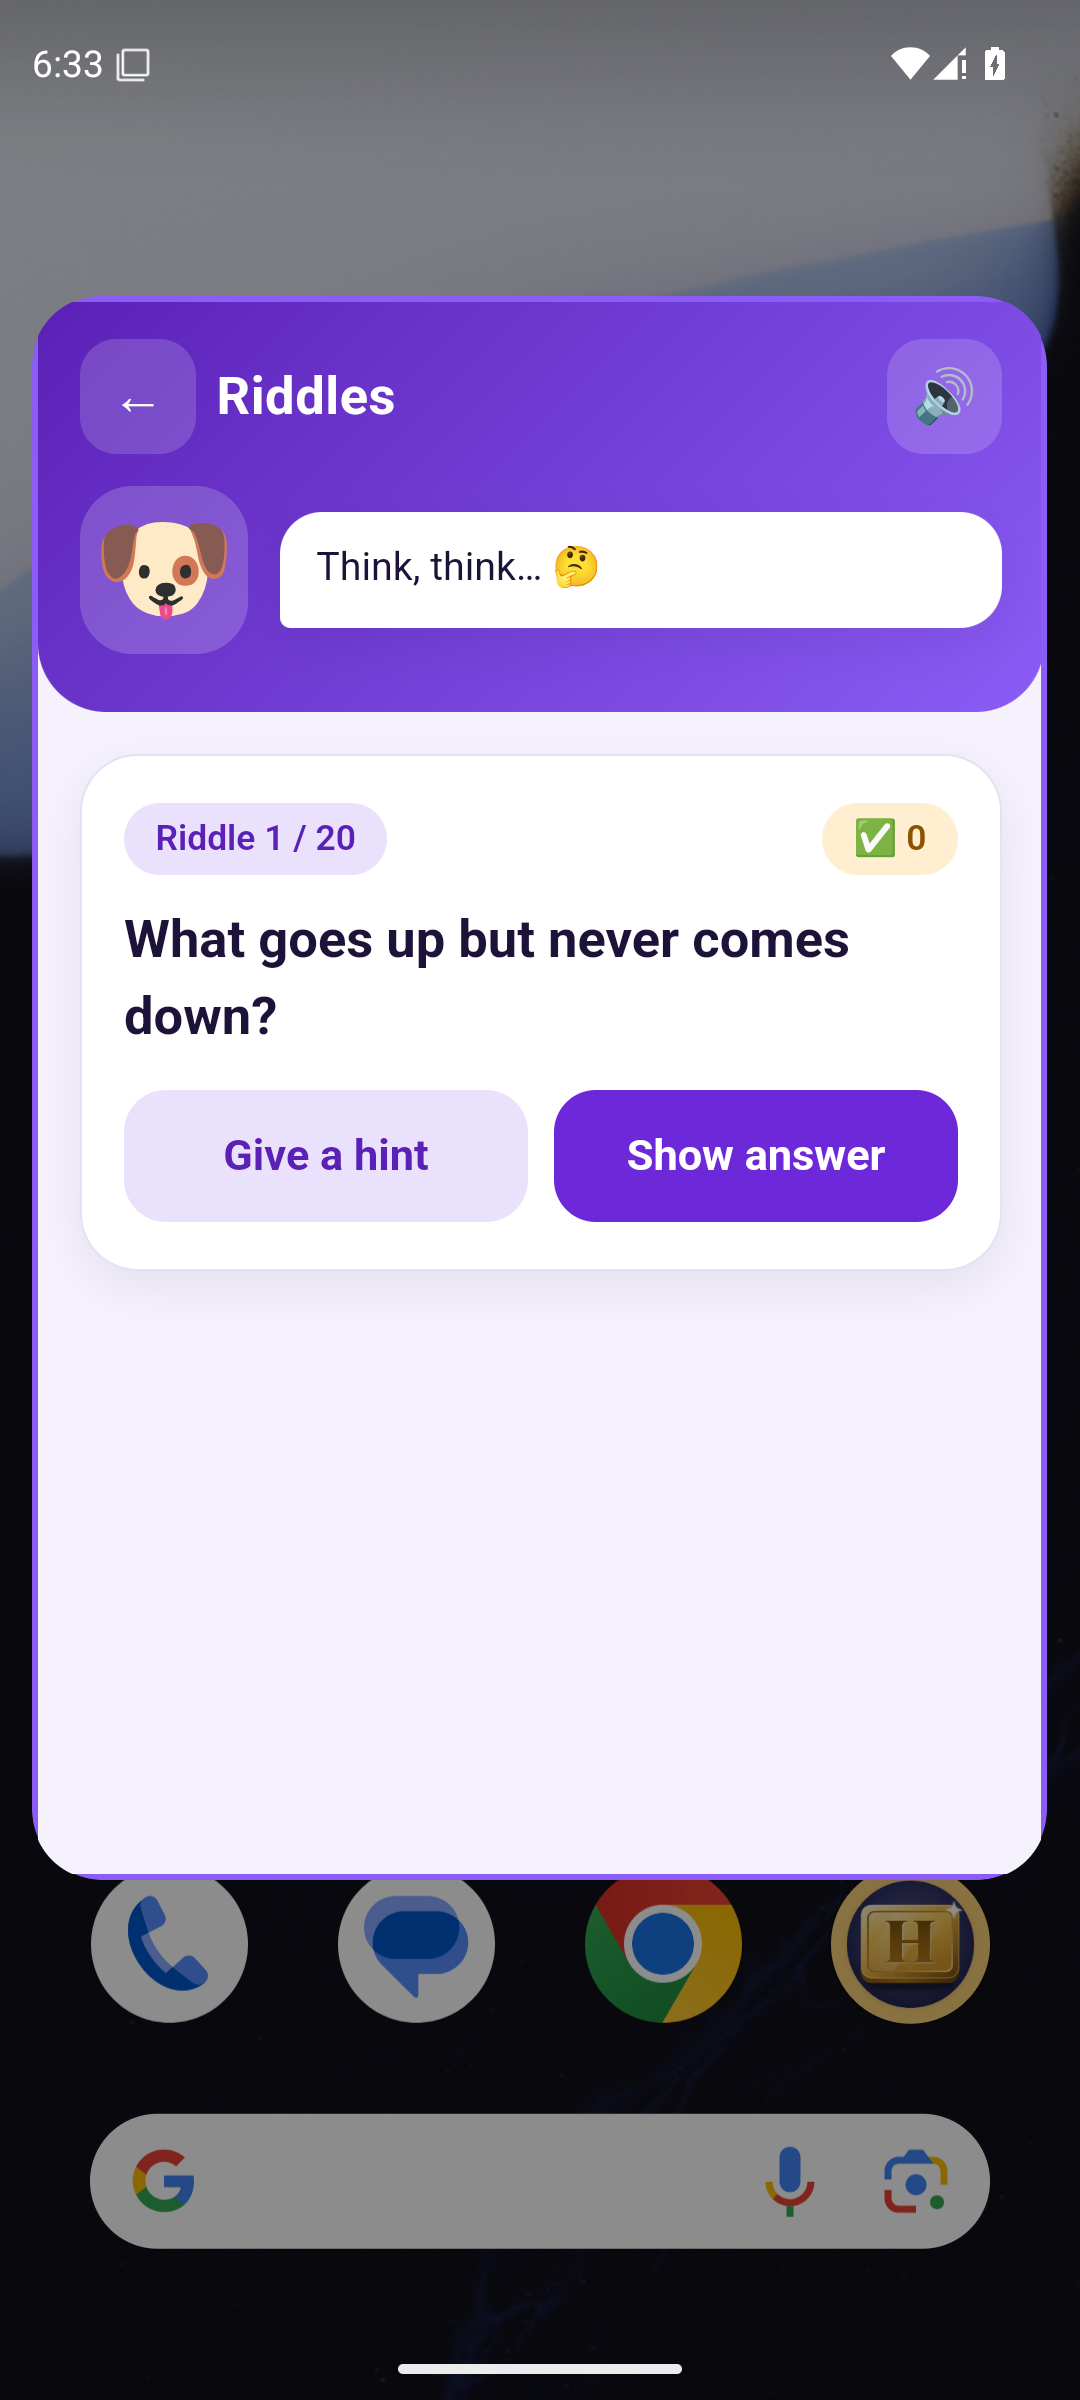 6:33
Riddles
Think, think… 🤔
Riddle 1 / 20
✅ 0
What goes up but never comes
down?
Give a hint
Show answer
H